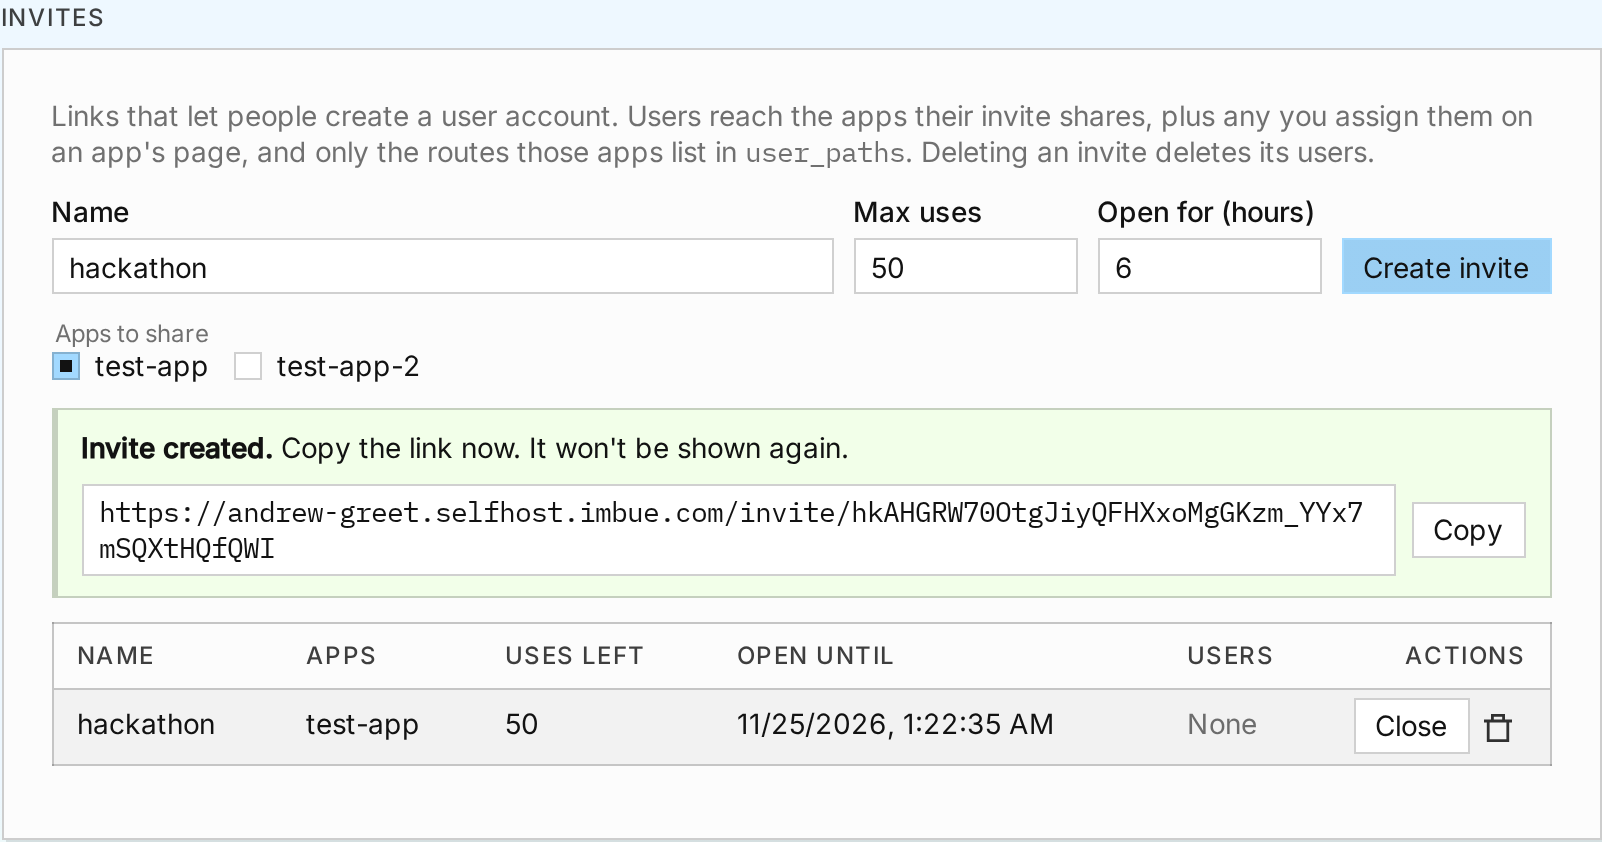 INVITES
Links that let people create a user account. Users reach the apps their invite shares, plus any you assign them on
an app's page, and only the routes those apps list in user_paths. Deleting an invite deletes its users.
Name Max uses Open for (hours)
hackathon 50 6 Create invite
Apps to share
test-app test-app-2
Invite created. Copy the link now. It won't be shown again.
https://andrew-greet.selfhost.imbue.com/invite/hkAHGRW70OtgJiyQFHXxoMgGKzm_YYx7
mSQXtHQfQWI
Copy
NAME APPS USES LEFT OPEN UNTIL USERS ACTIONS
hackathon test-app 50 11/25/2026, 1:22:35 AM None Close